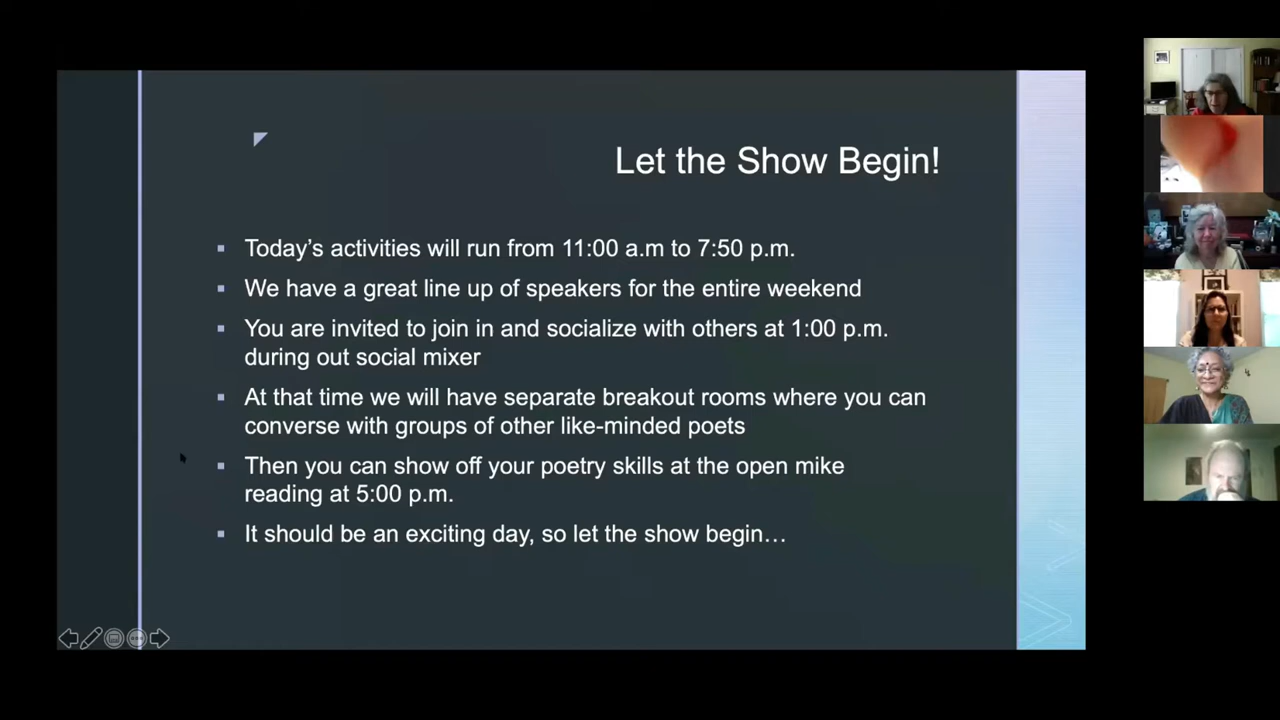 Let the Show Begin!
Today's activities will run from 11:00 a.m to 7:50 p.m.
We have a great line up of speakers for the entire weekend
You are invited to join in and socialize with others at 1:00 p.m.
during out social mixer
At that time we will have separate breakout rooms where you can
converse with groups of other like-minded poets
Then you can show off your poetry skills at the open mike
reading at 5:00 p.m.
It should be an exciting day, so let the show begin…